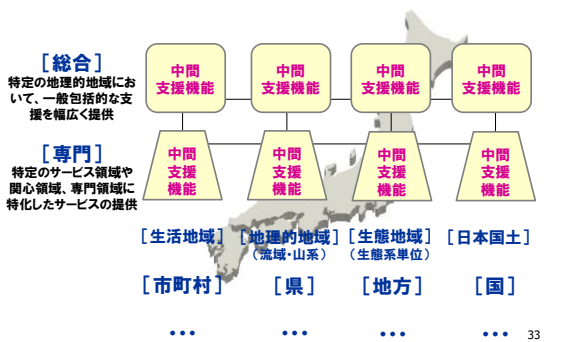 [総合]
特定の地理的地域にお
いて、一般包括的な支
援を幅広く提供
中間
支援機能
中間
支援機能
中間
支援機能
中間
支援機能
[専門]
特定のサービス領域や
関心領域、専門領域に
特化したサービスの提供
中間
支援
機能
中間
支援
機能
中間
支援
機能
中間
支援
機能
[生活地域]
[地理的地域]
（流域・山系）
[生態地域]
（生態系単位）
[日本国土]
[市町村]
[県]
[地方]
[国]
…
…
…
…
33